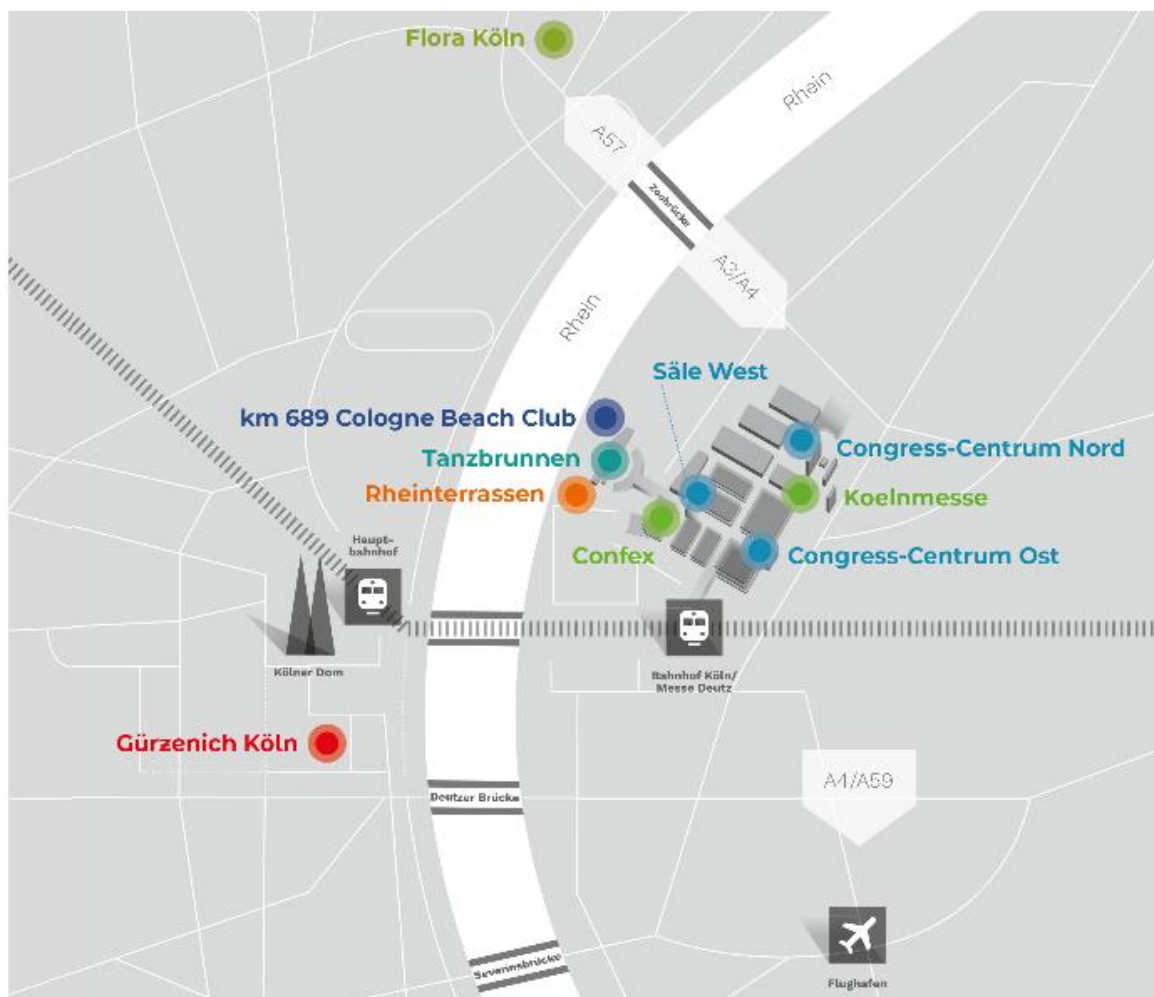 Flora Köln
Rhein
A57
Zoobrücke
A3/A4
Rhein
Säle West
km 689 Cologne Beach Club
Congress-Centrum Nord
Tanzbrunnen
Rheinterrassen
Koelnmesse
Haupt-
bahnhof
Confex
Congress-Centrum Ost
Kölner Dom
Bahnhof Köln/
Messe Deutz
Gürzenich Köln
A4/A59
Deutzer Brücke
Severinsbrücke
Flughafen